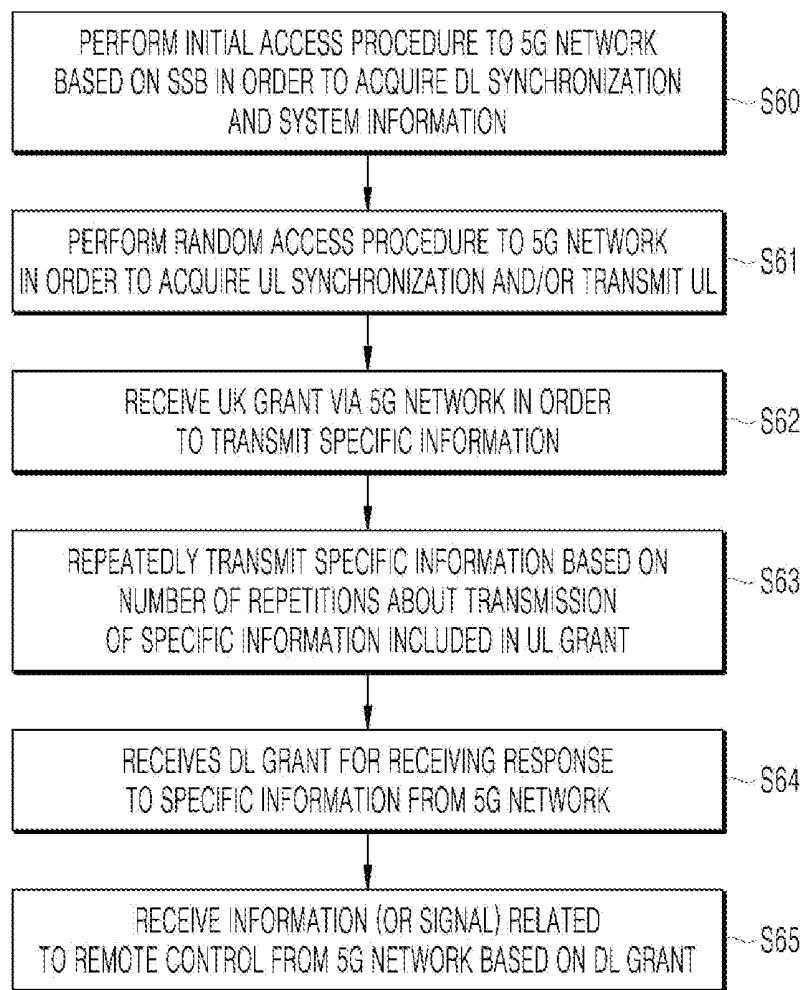 PERFORM INITIAL ACCESS PROCEDURE TO 5G NETWORK
BASED ON SSB IN ORDER TO ACQUIRE DL SYNCHRONIZATION
AND SYSTEM INFORMATION
S60
PERFORM RANDOM ACCESS PROCEDURE TO 5G NETWORK
IN ORDER TO ACQUIRE UL SYNCHRONIZATION AND/OR TRANSMIT UL
S61
RECEIVE UK GRANT VIA 5G NETWORK IN ORDER
TO TRANSMIT SPECIFIC INFORMATION
S62
REPEATEDLY TRANSMIT SPECIFIC INFORMATION BASED ON
NUMBER OF REPETITIONS ABOUT TRANSMISSION
OF SPECIFIC INFORMATION INCLUDED IN UL GRANT
S63
RECEIVES DL GRANT FOR RECEIVING RESPONSE
TO SPECIFIC INFORMATION FROM 5G NETWORK
S64
RECEIVE INFORMATION (OR SIGNAL) RELATED
TO REMOTE CONTROL FROM 5G NETWORK BASED ON DL GRANT
S65